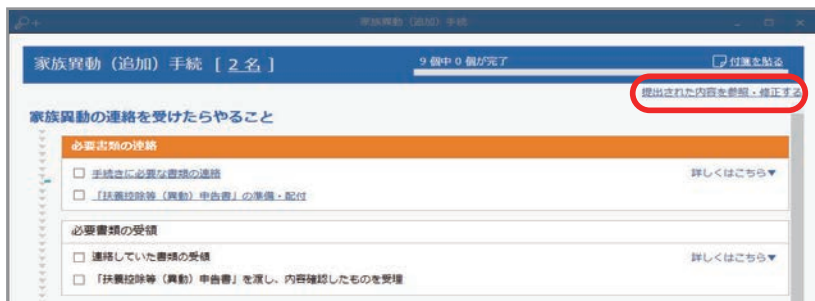 家族異動（追加）手続
家族異動（追加）手続 [ 2 名 ]
9 個中 0 個が完了
付箋を貼る
提出された内容を参照・修正する
家族異動の連絡を受けたらやること
必要書類の連絡
手続きに必要な書類の連絡
詳しくはこちら▼
「扶養控除等（異動）申告書」の準備・配付
必要書類の受領
連絡していた書類の受領
詳しくはこちら▼
「扶養控除等（異動）申告書」を渡し、内容確認したものを受理